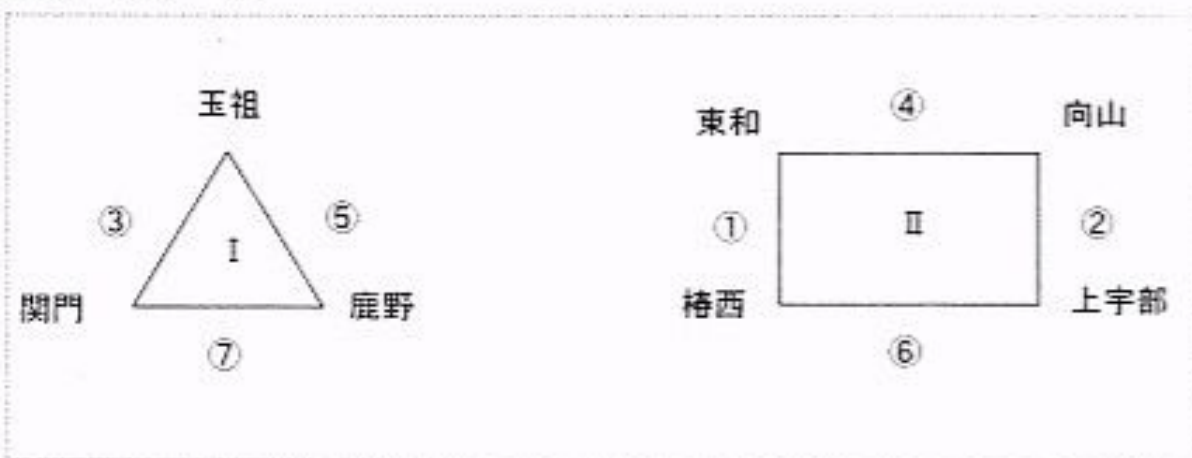 玉祖
③
⑤
Ⅰ
関門
鹿野
⑦
東和
④
向山
①
Ⅱ
②
椿西
上宇部
⑥